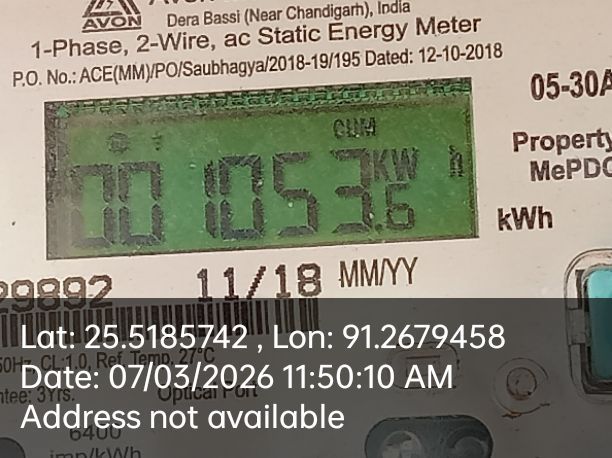 AVON
Dera Bassi (Near Chandigarh), India
1-Phase, 2-Wire, ac Static Energy Meter
P.O. No.: ACE(MM)/PO/Saubhagya/2018-19/195 Dated: 12-10-2018
05-30A
CUM
KW h
001053.6
Property
MePDC
kWh
29892 11/18 MM/YY
Lat: 25.5185742 , Lon: 91.2679458
50Hz, CL:1.0, Ref. Temp. 27°C
Date: 07/03/2026 11:50:10 AM
ntee: 3Yrs. Optical Port
Address not available
6400
imp/kWh